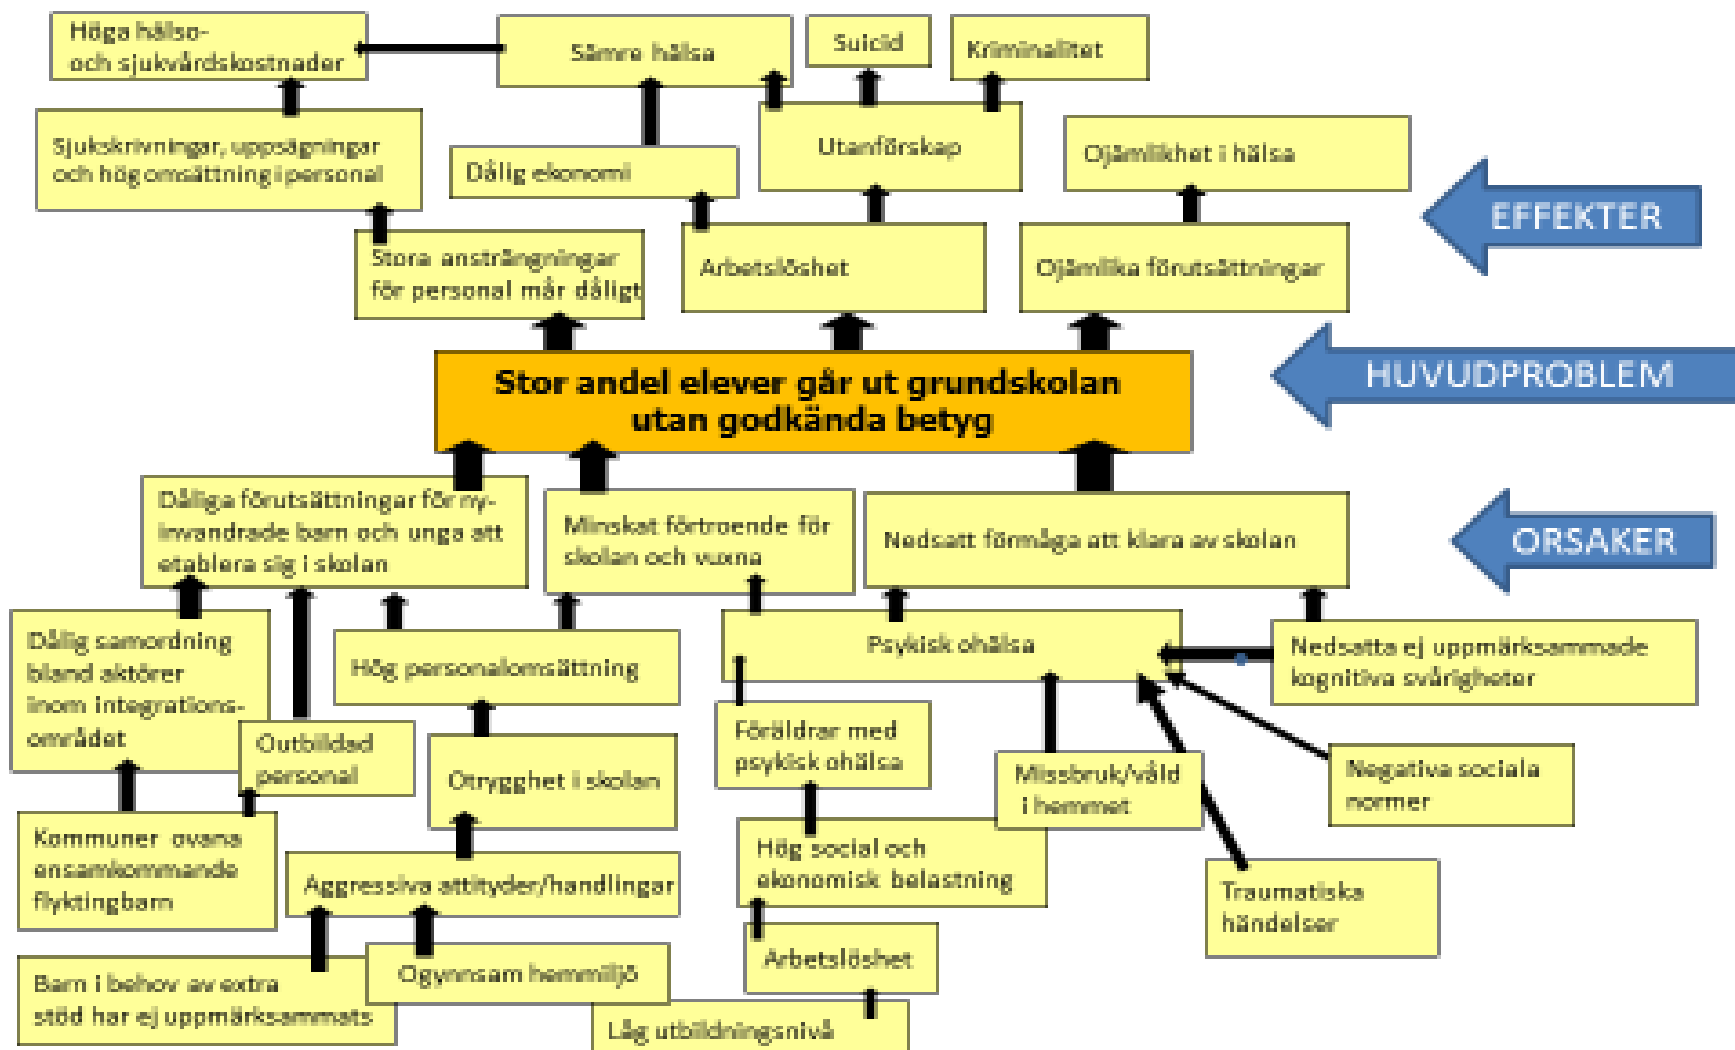 Höga hälso-
och sjukvårdskostnader
Sämre hälsa
Suicid
Kriminalitet
Sjukskrivningar, uppsägningar
och hög omsättning i personal
Dålig ekonomi
Utanförskap
Ojämlikhet i hälsa
EFFEKTER
Stora ansträngningar
för personal mår dåligt
Arbetslöshet
Ojämlika förutsättningar
HUVUDPROBLEM
Stor andel elever går ut grundskolan
utan godkända betyg
Dåliga förutsättningar för ny-
invandrade barn och unga att
etablera sig i skolan
Minskat förtroende för
skolan och vuxna
Nedsatt förmåga att klara av skolan
ORSAKER
Dålig samordning
bland aktörer
inom integrations-
området
Hög personalomsättning
Psykisk ohälsa
Nedsatta ej uppmärksammade
kognitiva svårigheter
Outbildad
personal
Otrygghet i skolan
Föräldrar med
psykisk ohälsa
Missbruk/våld
i hemmet
Negativa sociala
normer
Kommuner ovana
ensamkommande
flyktingbarn
Aggressiva attityder/handlingar
Hög social och
ekonomisk belastning
Traumatiska
händelser
Barn i behov av extra
stöd har ej uppmärksammats
Ogynnsam hemmiljö
Arbetslöshet
Låg utbildningsnivå